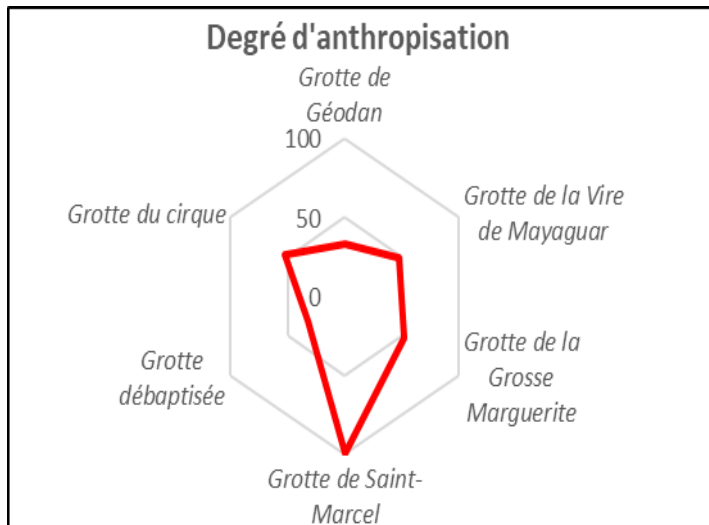 Degré d'anthropisation
Grotte de
Géodan
100
Grotte de la Vire
de Mayaguar
Grotte du cirque
50
0
Grotte de la
Grosse
Marguerite
Grotte
débaptisée
Grotte de Saint-
Marcel